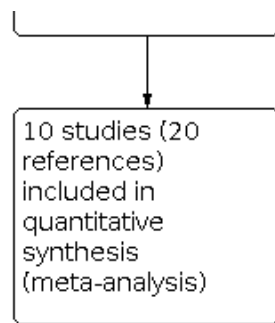 10 studies (20
references)
included in
quantitative
synthesis
(meta-analysis)